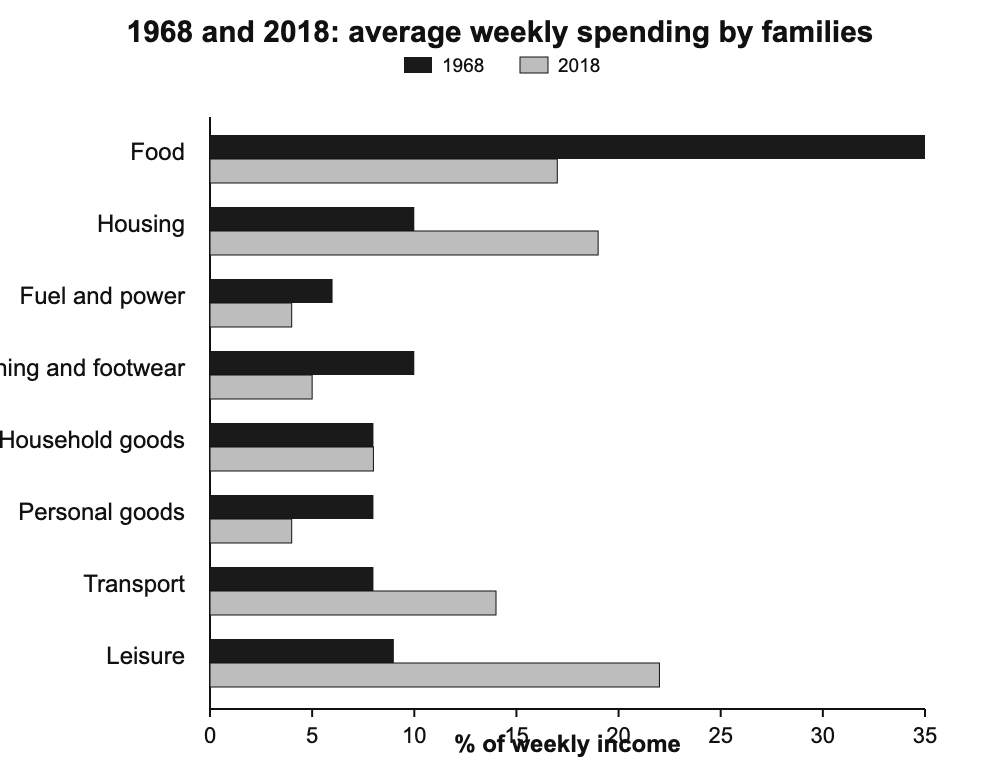 1968 and 2018: average weekly spending by families
1968 2018
Food
Housing
Fuel and power
hing and footwear
Household goods
Personal goods
Transport
Leisure
0 5 10 15 20 25 30 35
% of weekly income